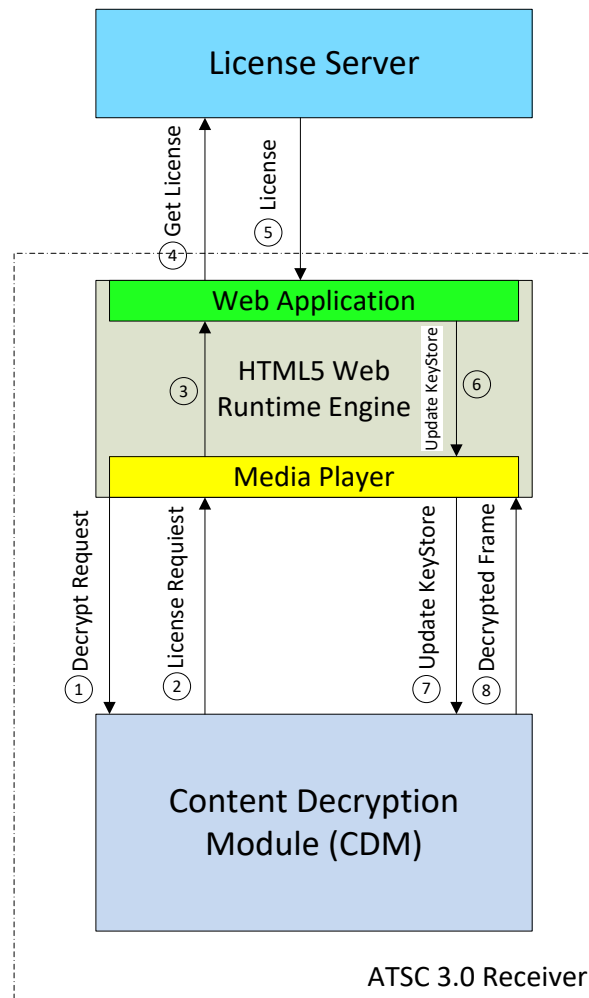 License Server
Get License
4
License
5
Web Application
HTML5 Web
Runtime Engine
3
Update KeyStore
6
Media Player
Decrypt Request
1
License Requiest
2
Update KeyStore
7
Decrypted Frame
8
Content Decryption
Module (CDM)
ATSC 3.0 Receiver